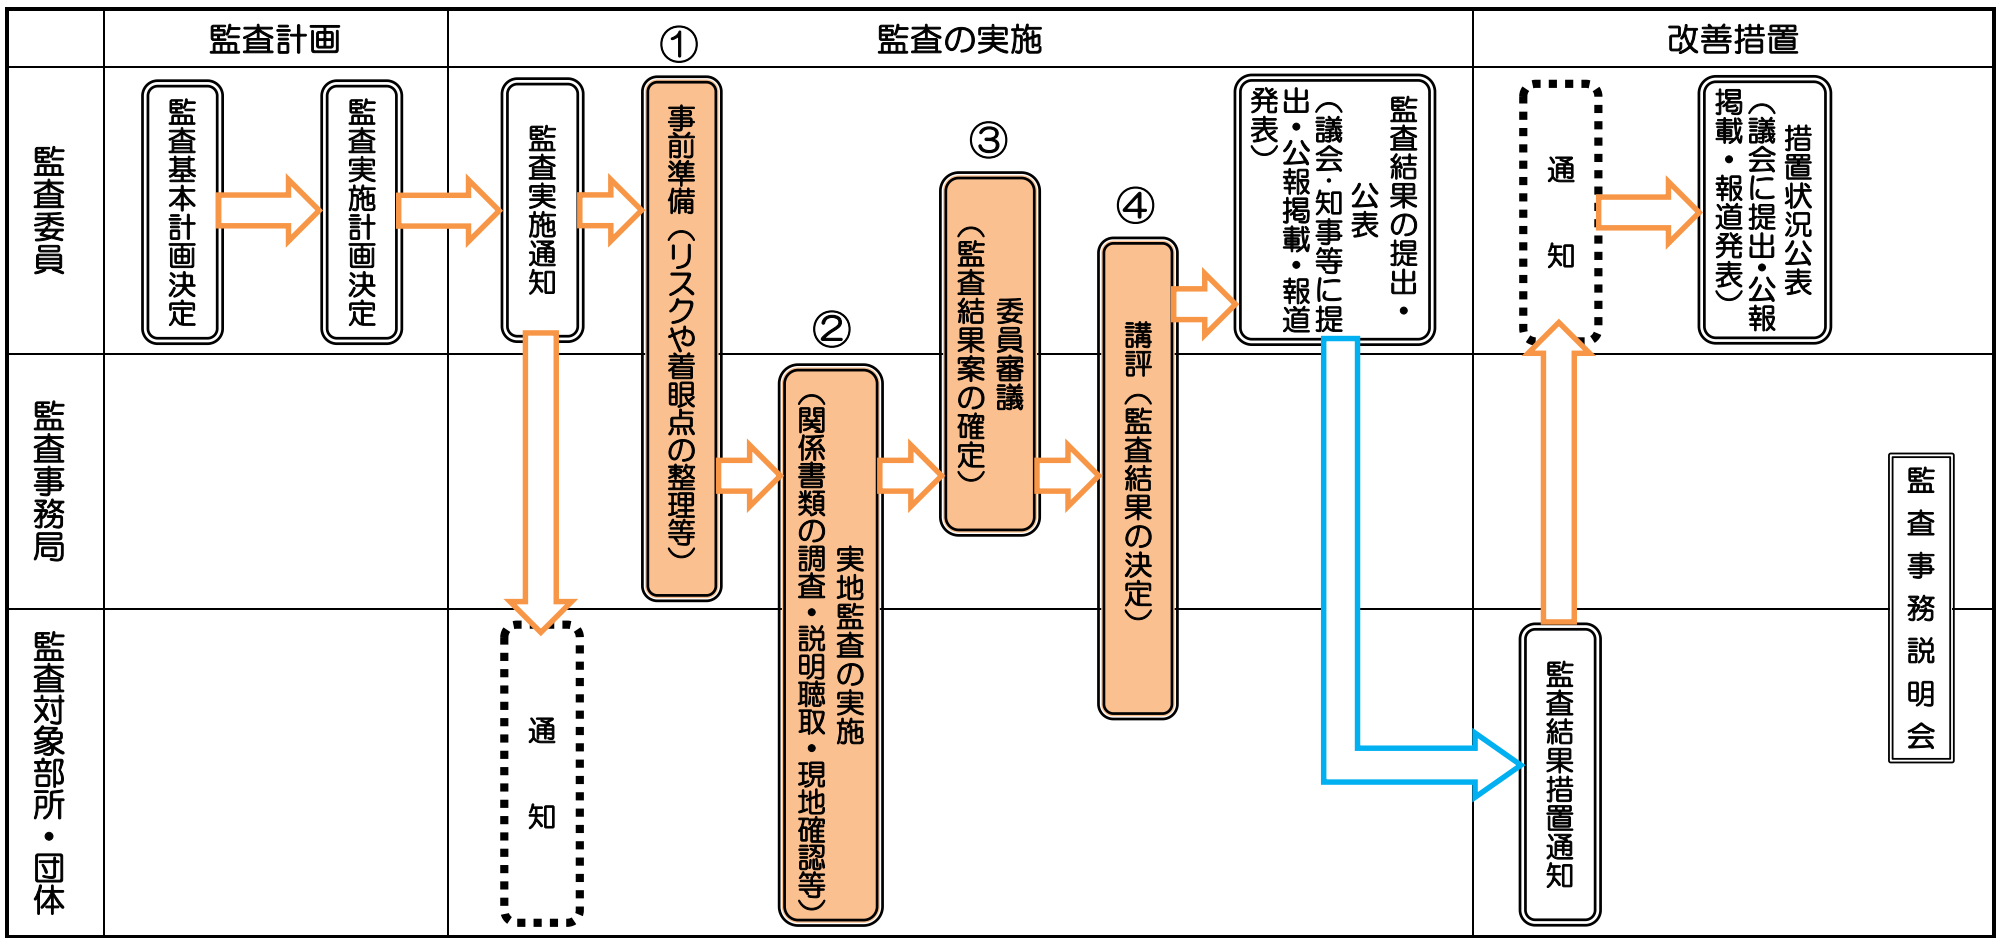 監査計画
監査の実施
改善措置
監査委員
監査事務局
監査対象部所・団体
監査基本計画決定
監査実施計画決定
監査実施通知
通知
①
事前準備（リスクや着眼点の整理等）
②
実地監査の実施
（関係書類の調査・説明聴取・現地確認等）
③
委員審議
（監査結果案の確定）
④
講評（監査結果の決定）
監査結果の提出・
公表
（議会・知事等に提
出・公報掲載・報道
発表）
監査結果措置通知
通知
措置状況公表
（議会に提出・公報
掲載・報道発表）
監査事務説明会